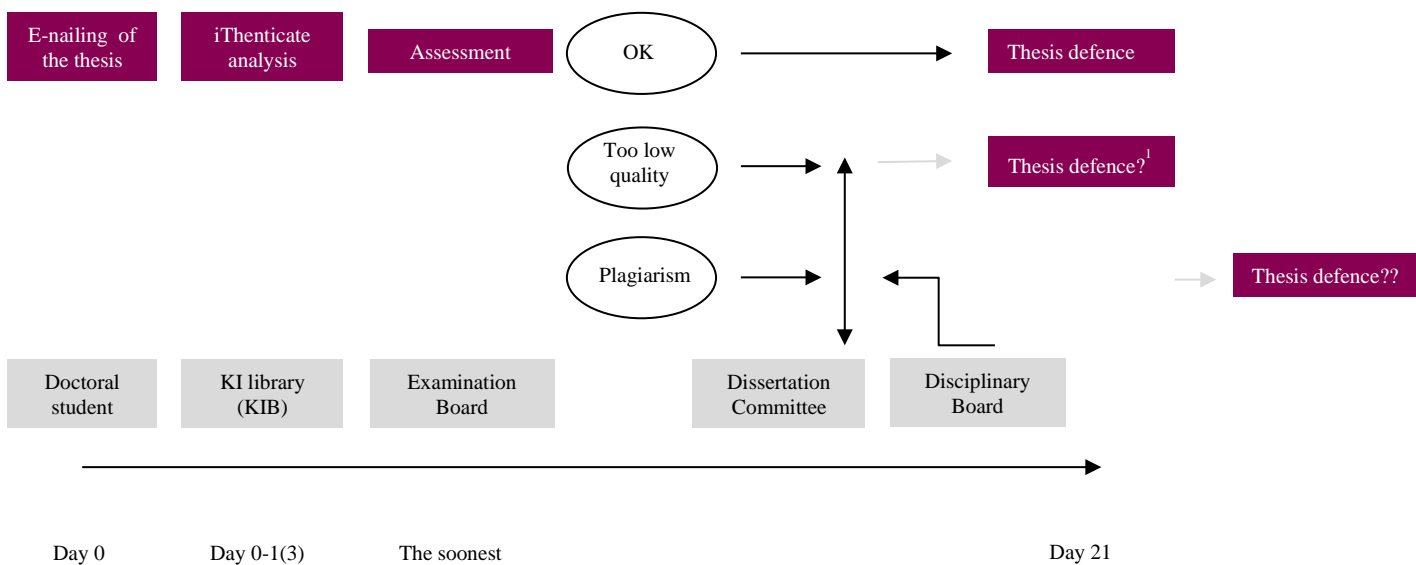 E-nailing of
the thesis
iThenticate
analysis
Assessment
OK
Thesis defence
Too low
quality
Thesis defence?1
Plagiarism
Thesis defence??
Doctoral
student
KI library
(KIB)
Examination
Board
Dissertation
Committee
Disciplinary
Board
Day 0
Day 0-1(3)
The soonest
Day 21